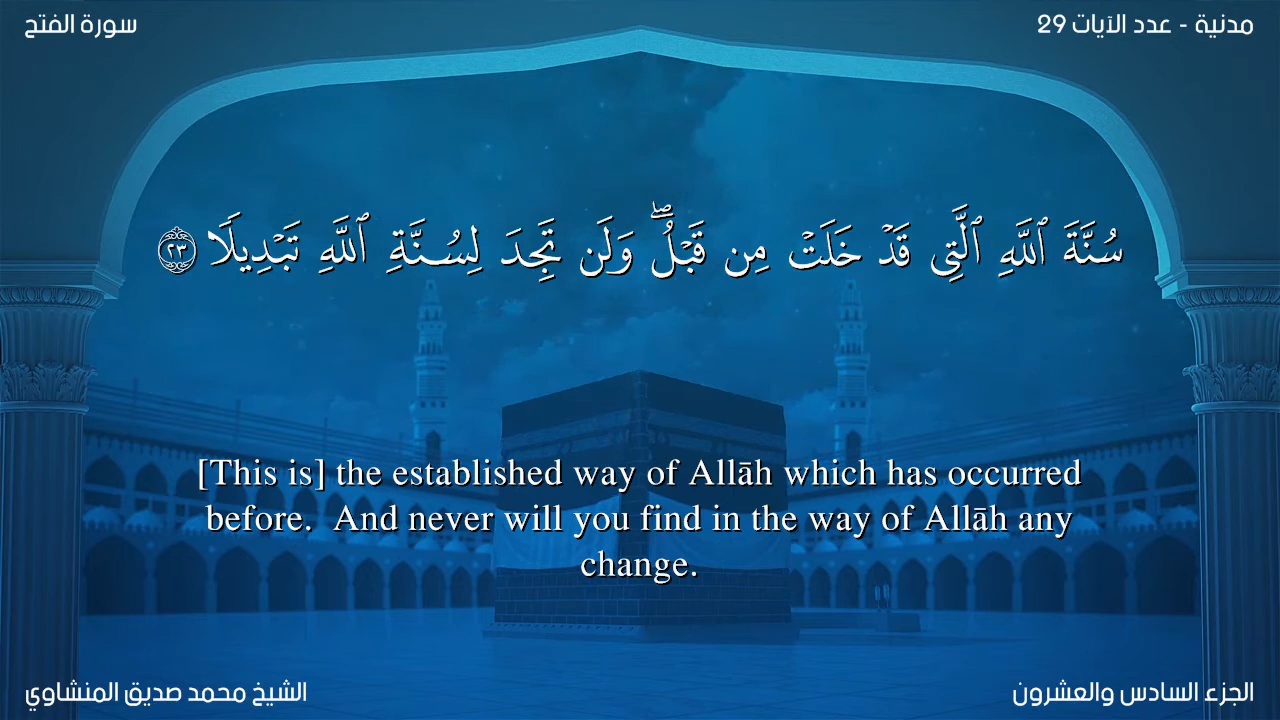 سورة الفتح
مدنية - عدد الآيات 29
سُنَّةَ ٱللَّهِ ٱلَّتِي قَدْ خَلَتْ مِن قَبْلُ ۖ وَلَن تَجِدَ لِسُنَّةِ ٱللَّهِ تَبْدِيلًا ٢٣
[This is] the established way of Allāh which has occurred
before.  And never will you find in the way of Allāh any
change.
الشيخ محمد صديق المنشاوي
الجزء السادس والعشرون